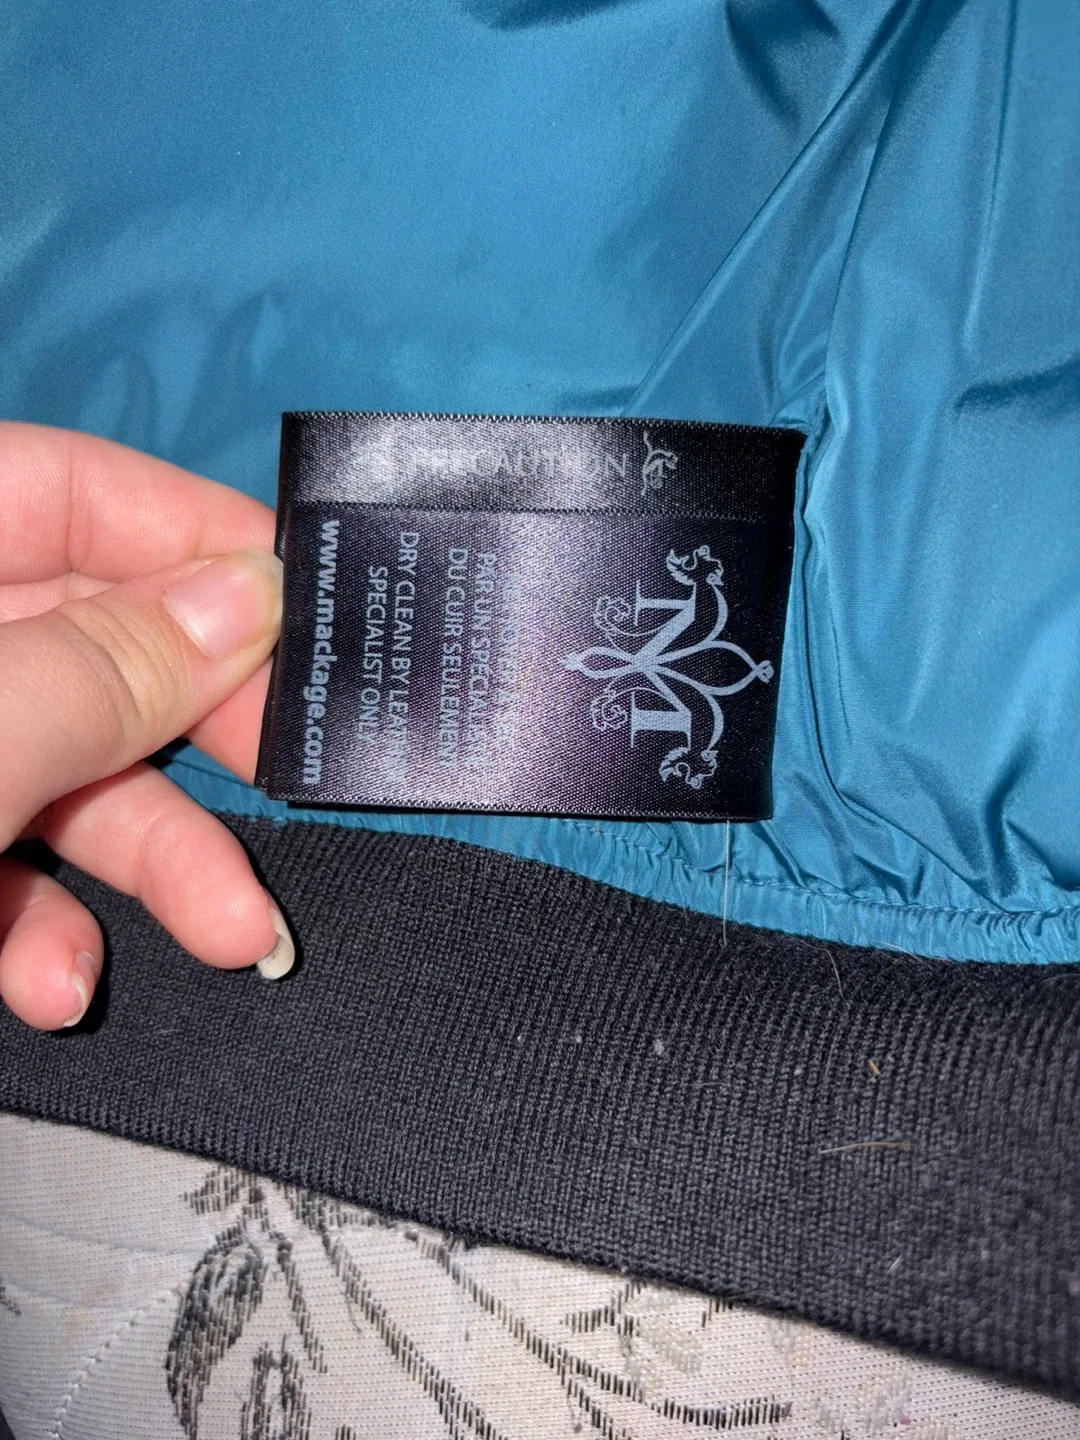 PRECAUTION
M
PAR UN SPECIALISTE
DU CUIR SEULEMENT
DRY CLEAN BY LEATHER
SPECIALIST ONLY
www.mackage.com